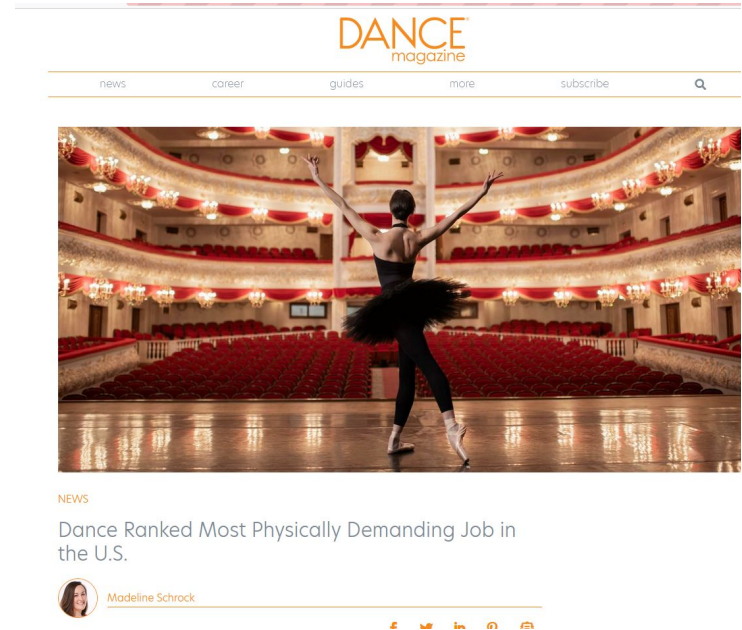 DANCE
magazine
news career guides more subscribe
NEWS
Dance Ranked Most Physically Demanding Job in
the U.S.
Madeline Schrock